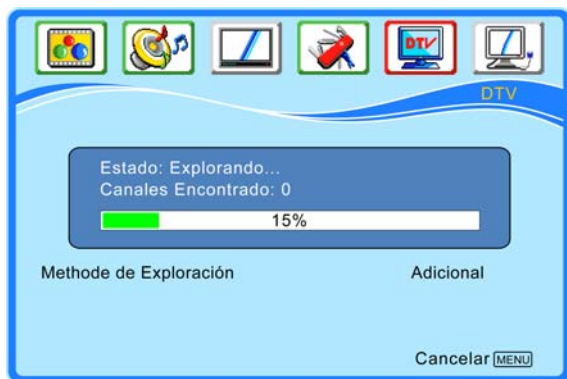 DTV
DTV
Estado: Explorando...
Canales Encontrado: 0
15%
Methode de Exploración Adicional
Cancelar MENU